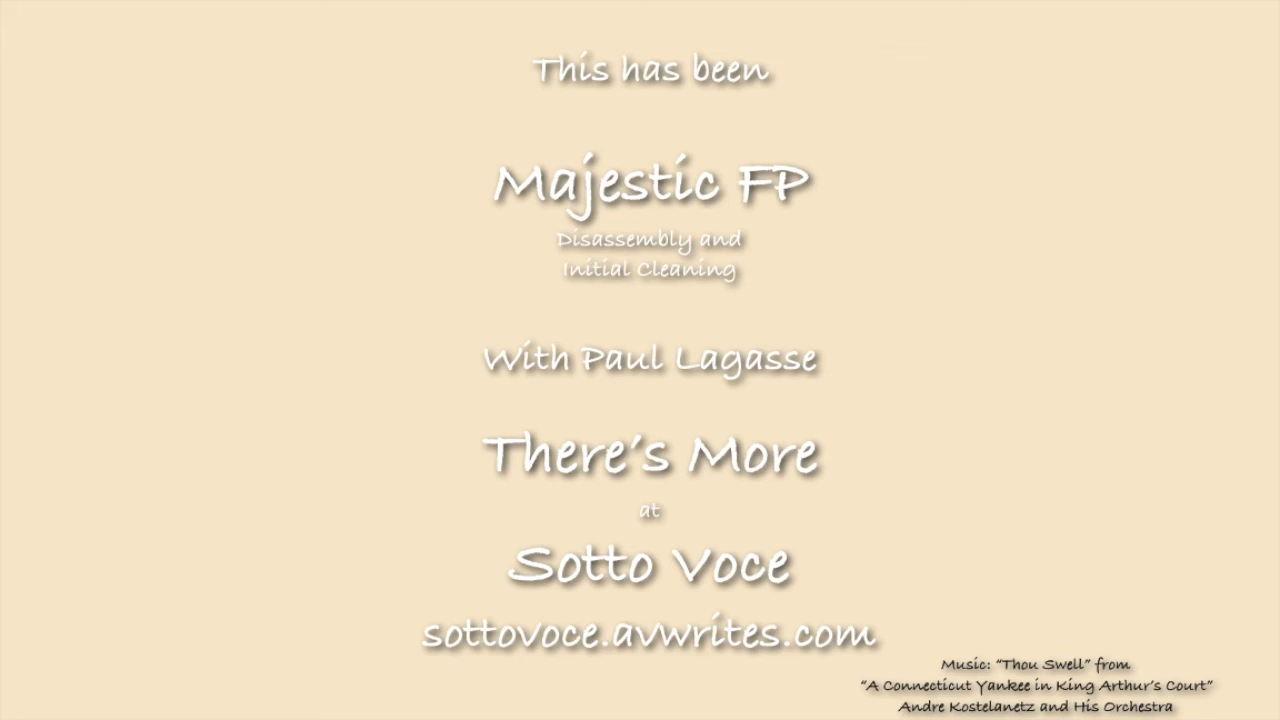 This has been
Majestic FP
Disassembly and
Initial Cleaning
With Paul Lagasse
There's More
at
Sotto Voce
sottovoce.avwrites.com
Music: "Thou Swell" from
"A Connecticut Yankee in King Arthur's Court"
Andre Kostelanetz and His Orchestra